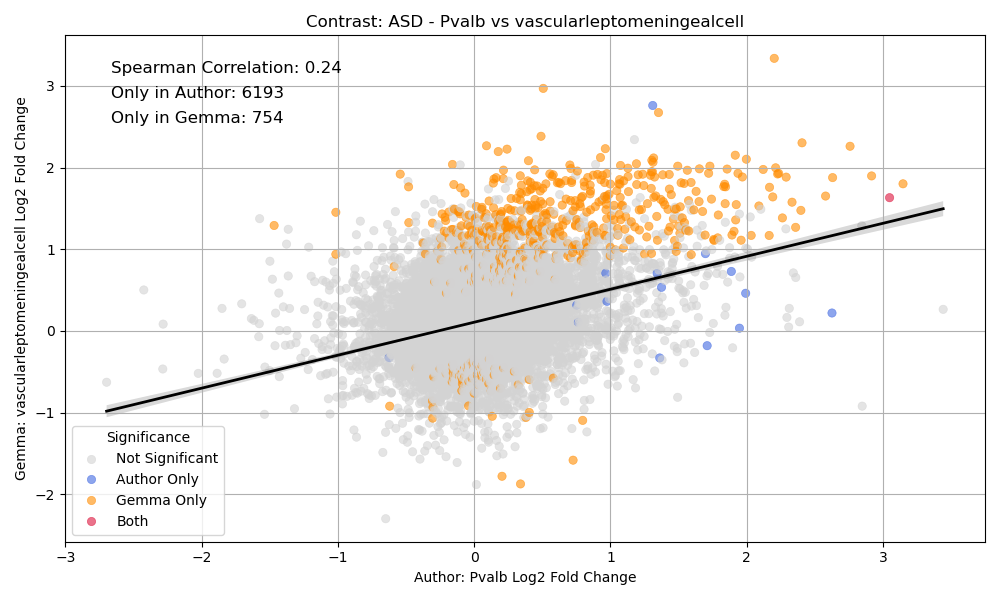 Contrast: ASD - Pvalb vs vascularleptomeningealcell
Spearman Correlation: 0.24
Only in Author: 6193
Only in Gemma: 754
Gemma: vascularleptomeningealcell Log2 Fold Change
3
2
1
0
−1
−2
Significance
Not Significant
Author Only
Gemma Only
Both
−3 −2 −1 0 1 2 3
Author: Pvalb Log2 Fold Change